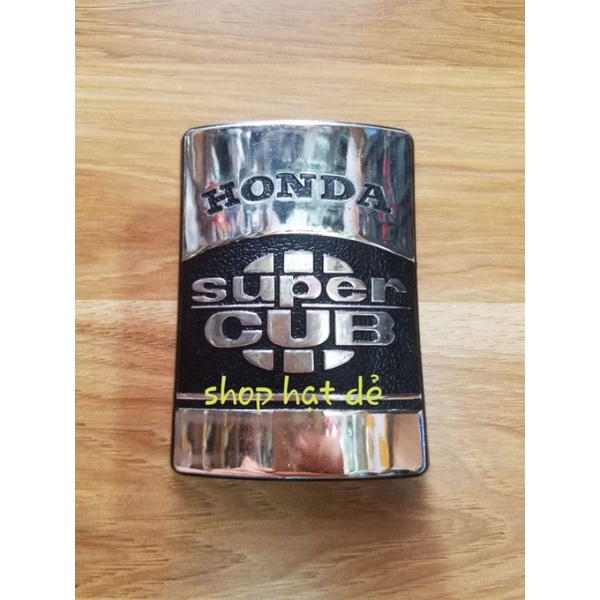 HONDA
super
CUB
shop hạt dẻ